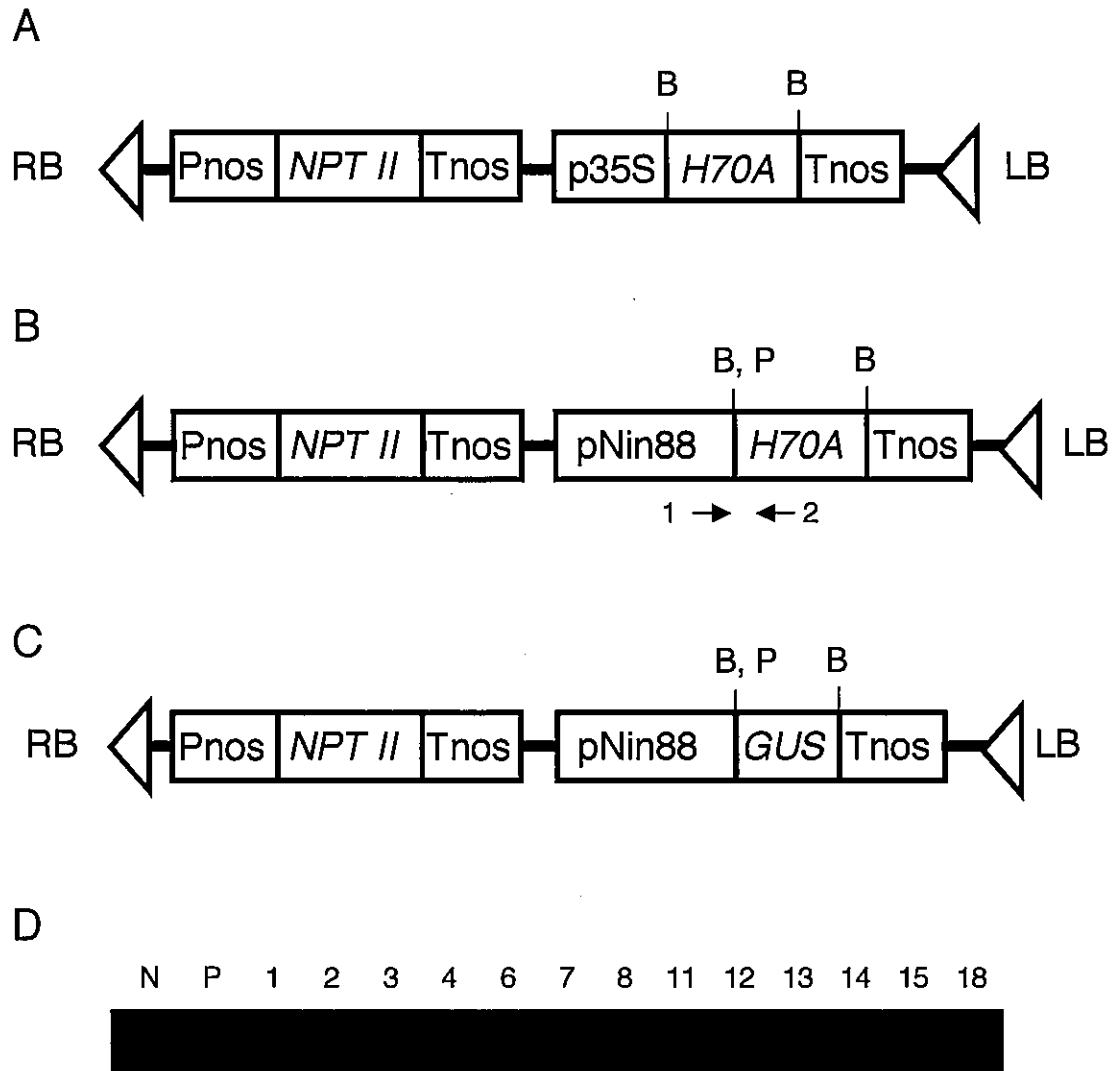 A
B B
RB Pnos NPT II Tnos p35S H70A Tnos LB
B
B, P B
RB Pnos NPT II Tnos pNin88 H70A Tnos LB
1 2
C
B, P B
RB Pnos NPT II Tnos pNin88 GUS Tnos LB
D
N P 1 2 3 4 6 7 8 11 12 13 14 15 18